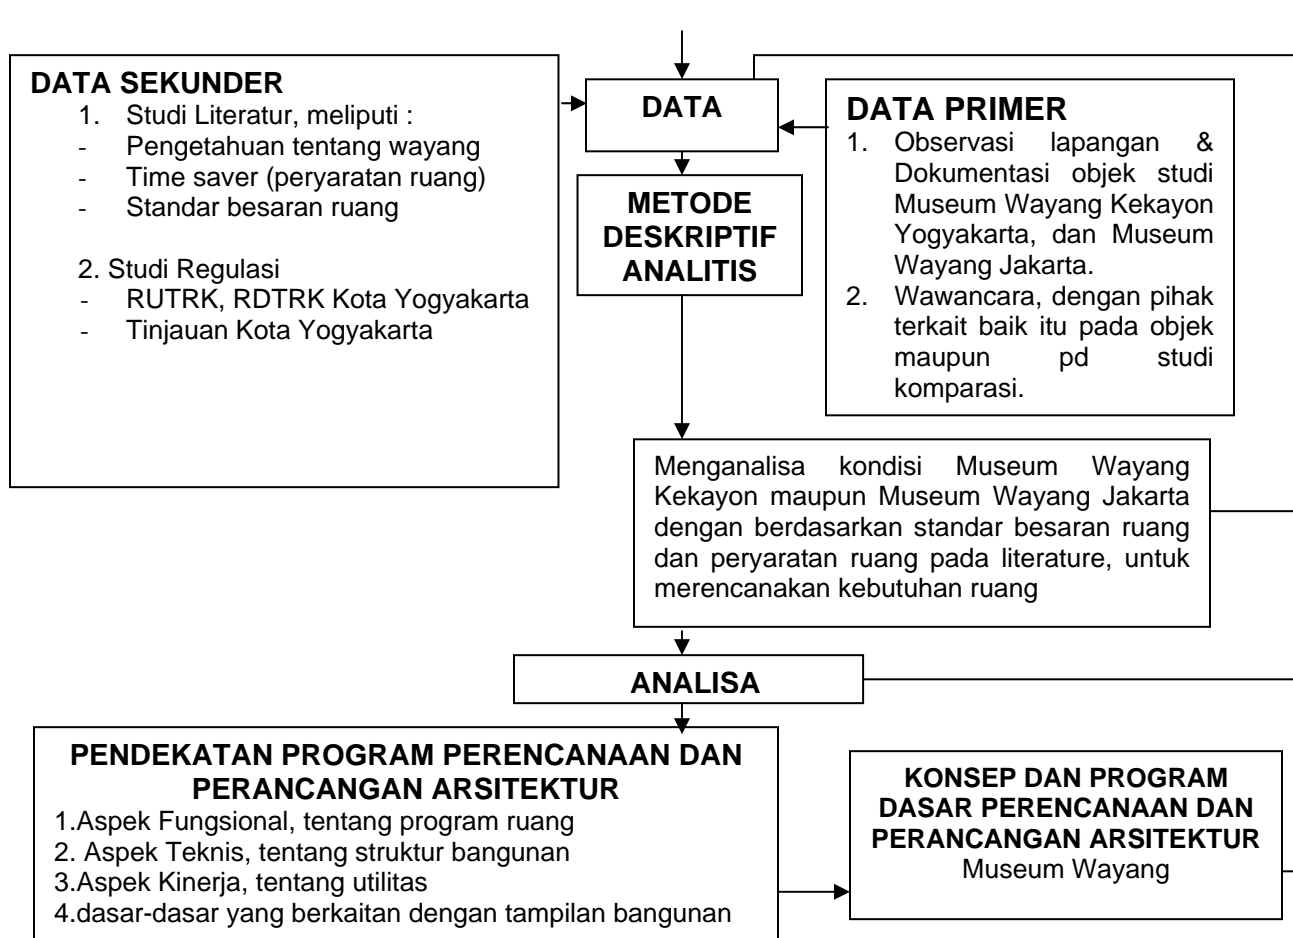 DATA SEKUNDER
1. Studi Literatur, meliputi :
- Pengetahuan tentang wayang
- Time saver (peryaratan ruang)
- Standar besaran ruang
2. Studi Regulasi
- RUTRK, RDTRK Kota Yogyakarta
- Tinjauan Kota Yogyakarta
DATA
METODE
DESKRIPTIF
ANALITIS
DATA PRIMER
1. Observasi lapangan &
Dokumentasi objek studi
Museum Wayang Kekayon
Yogyakarta, dan Museum
Wayang Jakarta.
2. Wawancara, dengan pihak
terkait baik itu pada objek
maupun pd studi
komparasi.
Menganalisa kondisi Museum Wayang
Kekayon maupun Museum Wayang Jakarta
dengan berdasarkan standar besaran ruang
dan peryaratan ruang pada literature, untuk
merencanakan kebutuhan ruang
ANALISA
PENDEKATAN PROGRAM PERENCANAAN DAN
PERANCANGAN ARSITEKTUR
1.Aspek Fungsional, tentang program ruang
2. Aspek Teknis, tentang struktur bangunan
3.Aspek Kinerja, tentang utilitas
4.dasar-dasar yang berkaitan dengan tampilan bangunan
KONSEP DAN PROGRAM
DASAR PERENCANAAN DAN
PERANCANGAN ARSITEKTUR
Museum Wayang